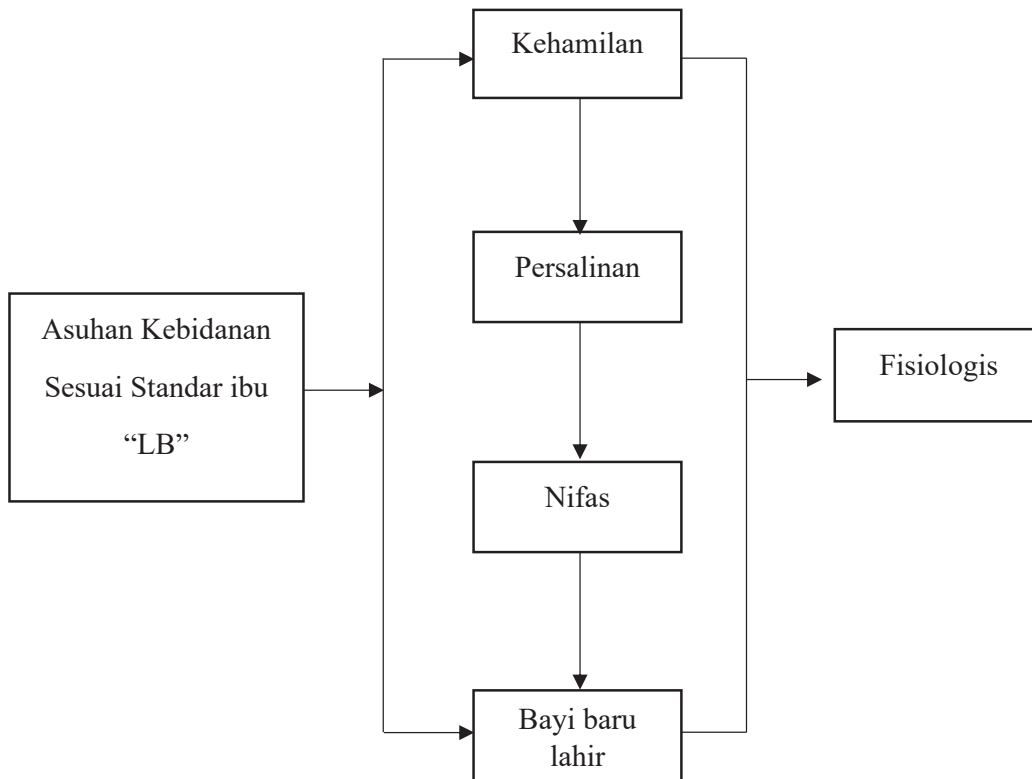 Kehamilan
Persalinan
Asuhan Kebidanan
Sesuai Standar ibu
“LB”
Fisiologis
Nifas
Bayi baru
lahir